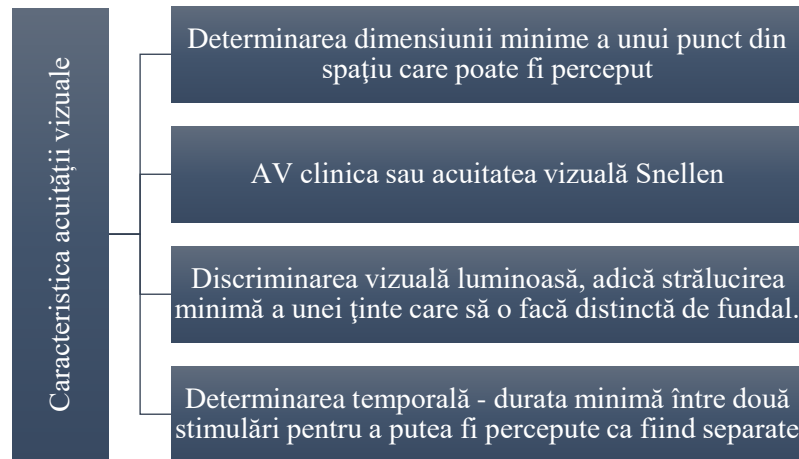 Caracteristica acuității vizuale
Determinarea dimensiunii minime a unui punct din
spaţiu care poate fi perceput
AV clinica sau acuitatea vizuală Snellen
Discriminarea vizuală luminoasă, adică strălucirea
minimă a unei ţinte care să o facă distinctă de fundal.
Determinarea temporală - durata minimă între două
stimulări pentru a putea fi percepute ca fiind separate